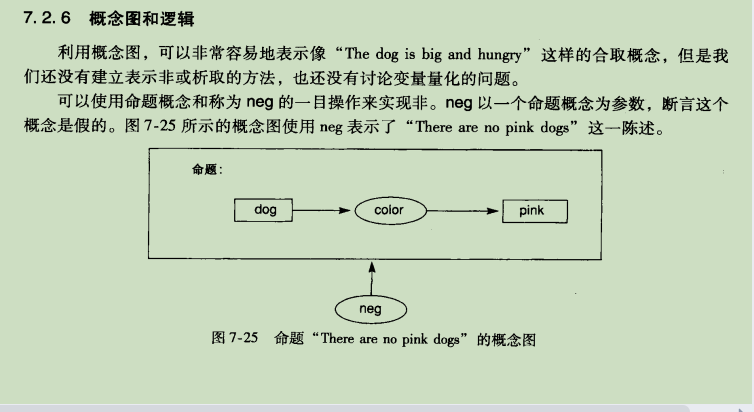 7.2.6 概念图和逻辑
利用概念图，可以非常容易地表示像“The dog is big and hungry”这样的合取概念，但是我
们还没有建立表示非或析取的方法，也还没有讨论变量量化的问题。
可以使用命题概念和称为 neg 的一目操作来实现非。neg 以一个命题概念为参数，断言这个
概念是假的。图 7-25 所示的概念图使用 neg 表示了“There are no pink dogs”这一陈述。
命题：
dog color pink
neg
图 7-25 命题“There are no pink dogs”的概念图